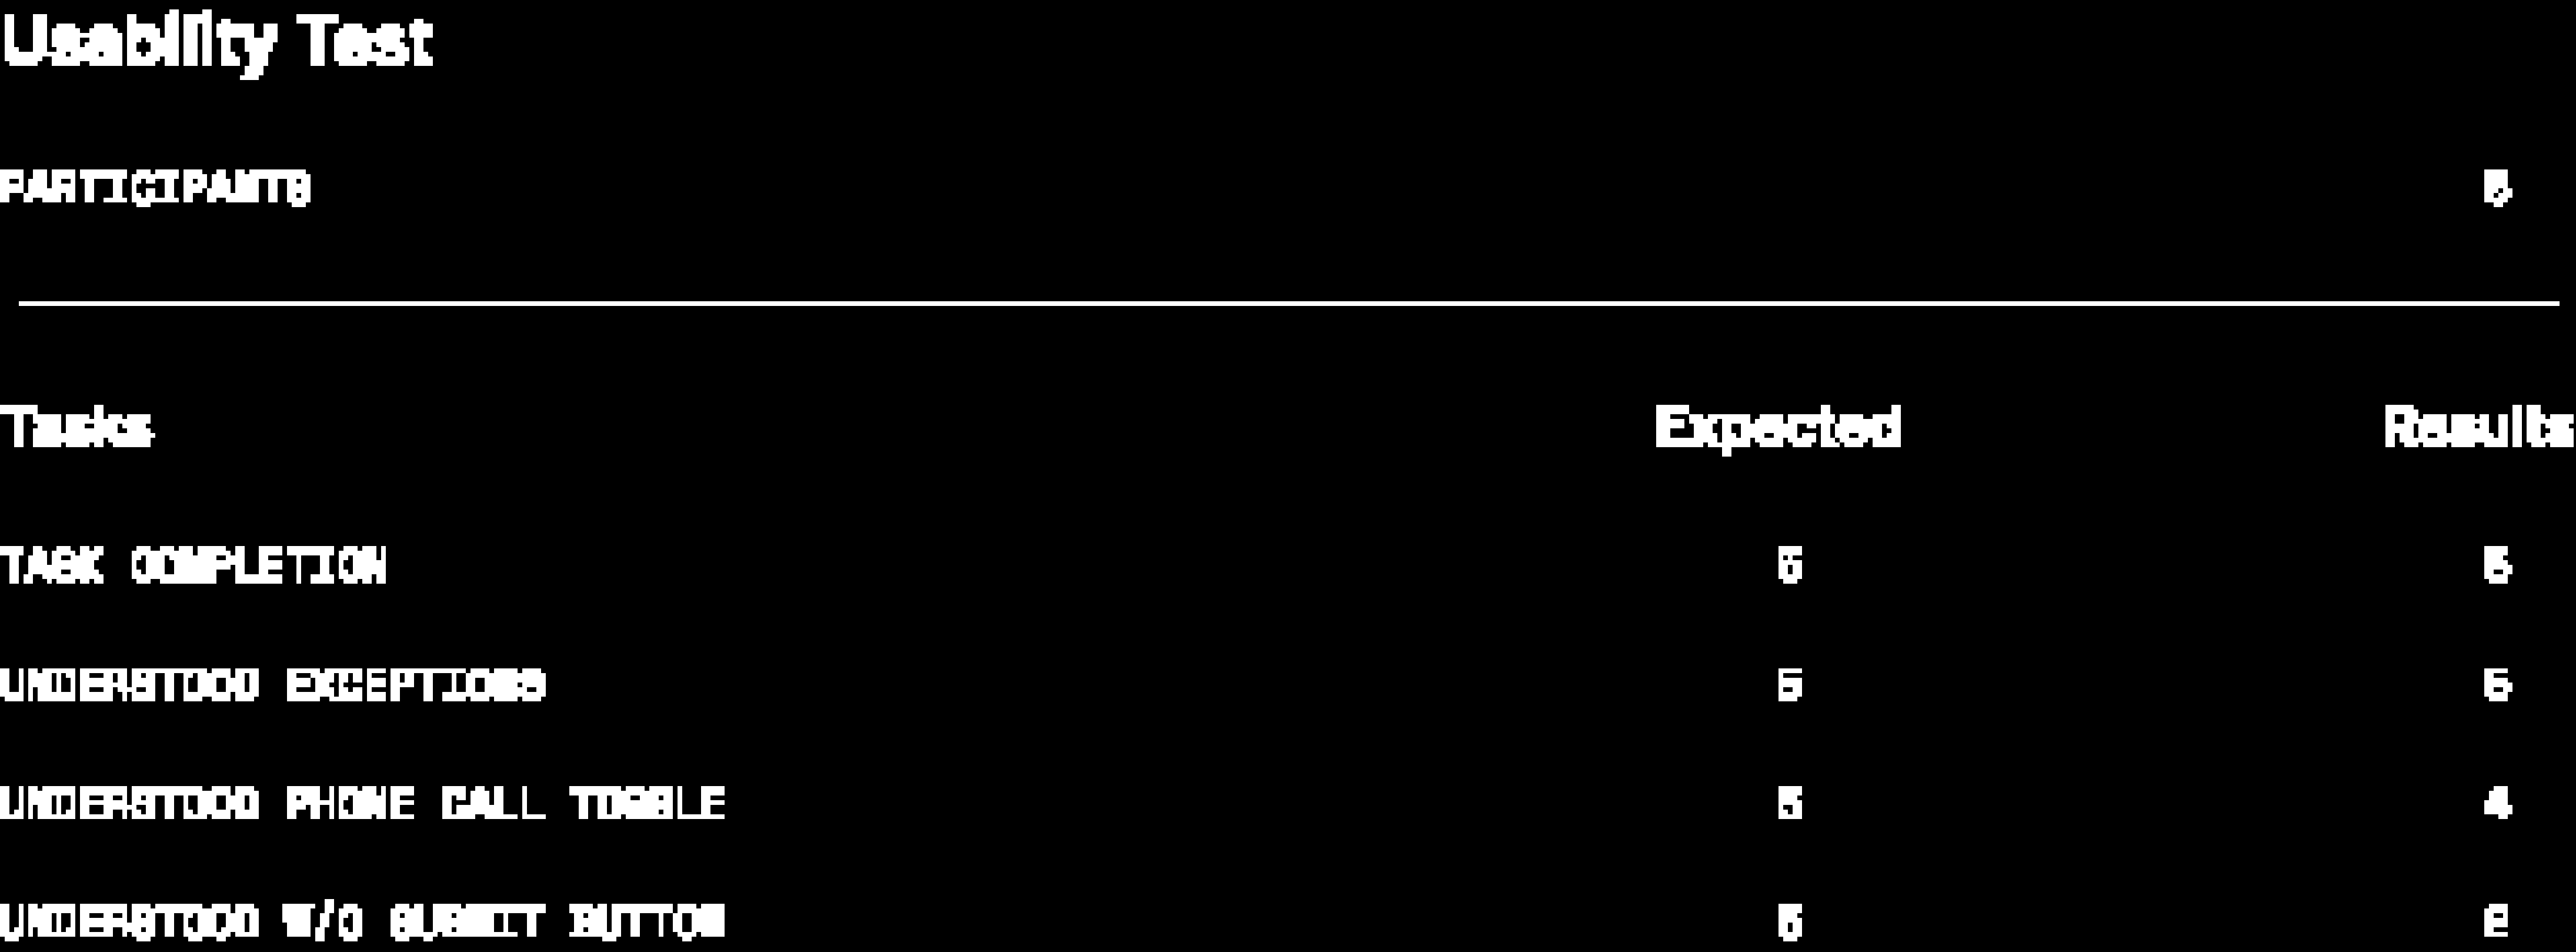 Usability Test
PARTICIPANTS 5
Tasks Expected Results
TASK COMPLETION 5 5
UNDERSTOOD EXCEPTIONS 5 5
UNDERSTOOD PHONE CALL TOGGLE 5 4
UNDERSTOOD W/O SUBMIT BUTTON 5